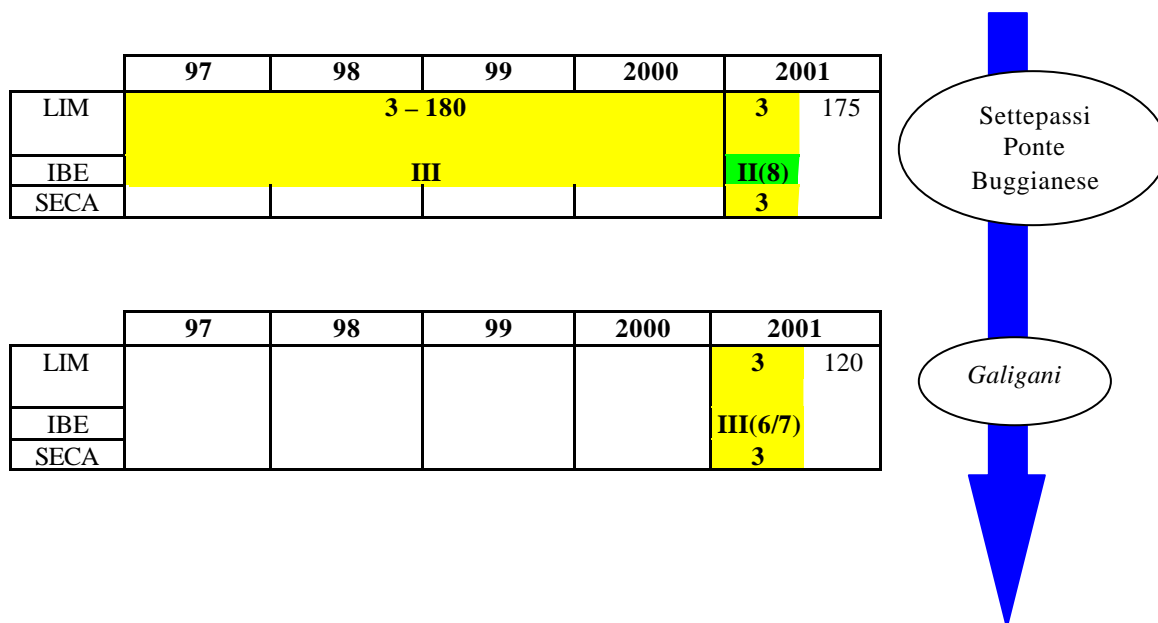 97 98 99 2000 2001
LIM 3 – 180 3 175
IBE III II(8)
SECA 3
Settepassi
Ponte
Buggianese
97 98 99 2000 2001
LIM 3 120
IBE III(6/7)
SECA 3
Galigani